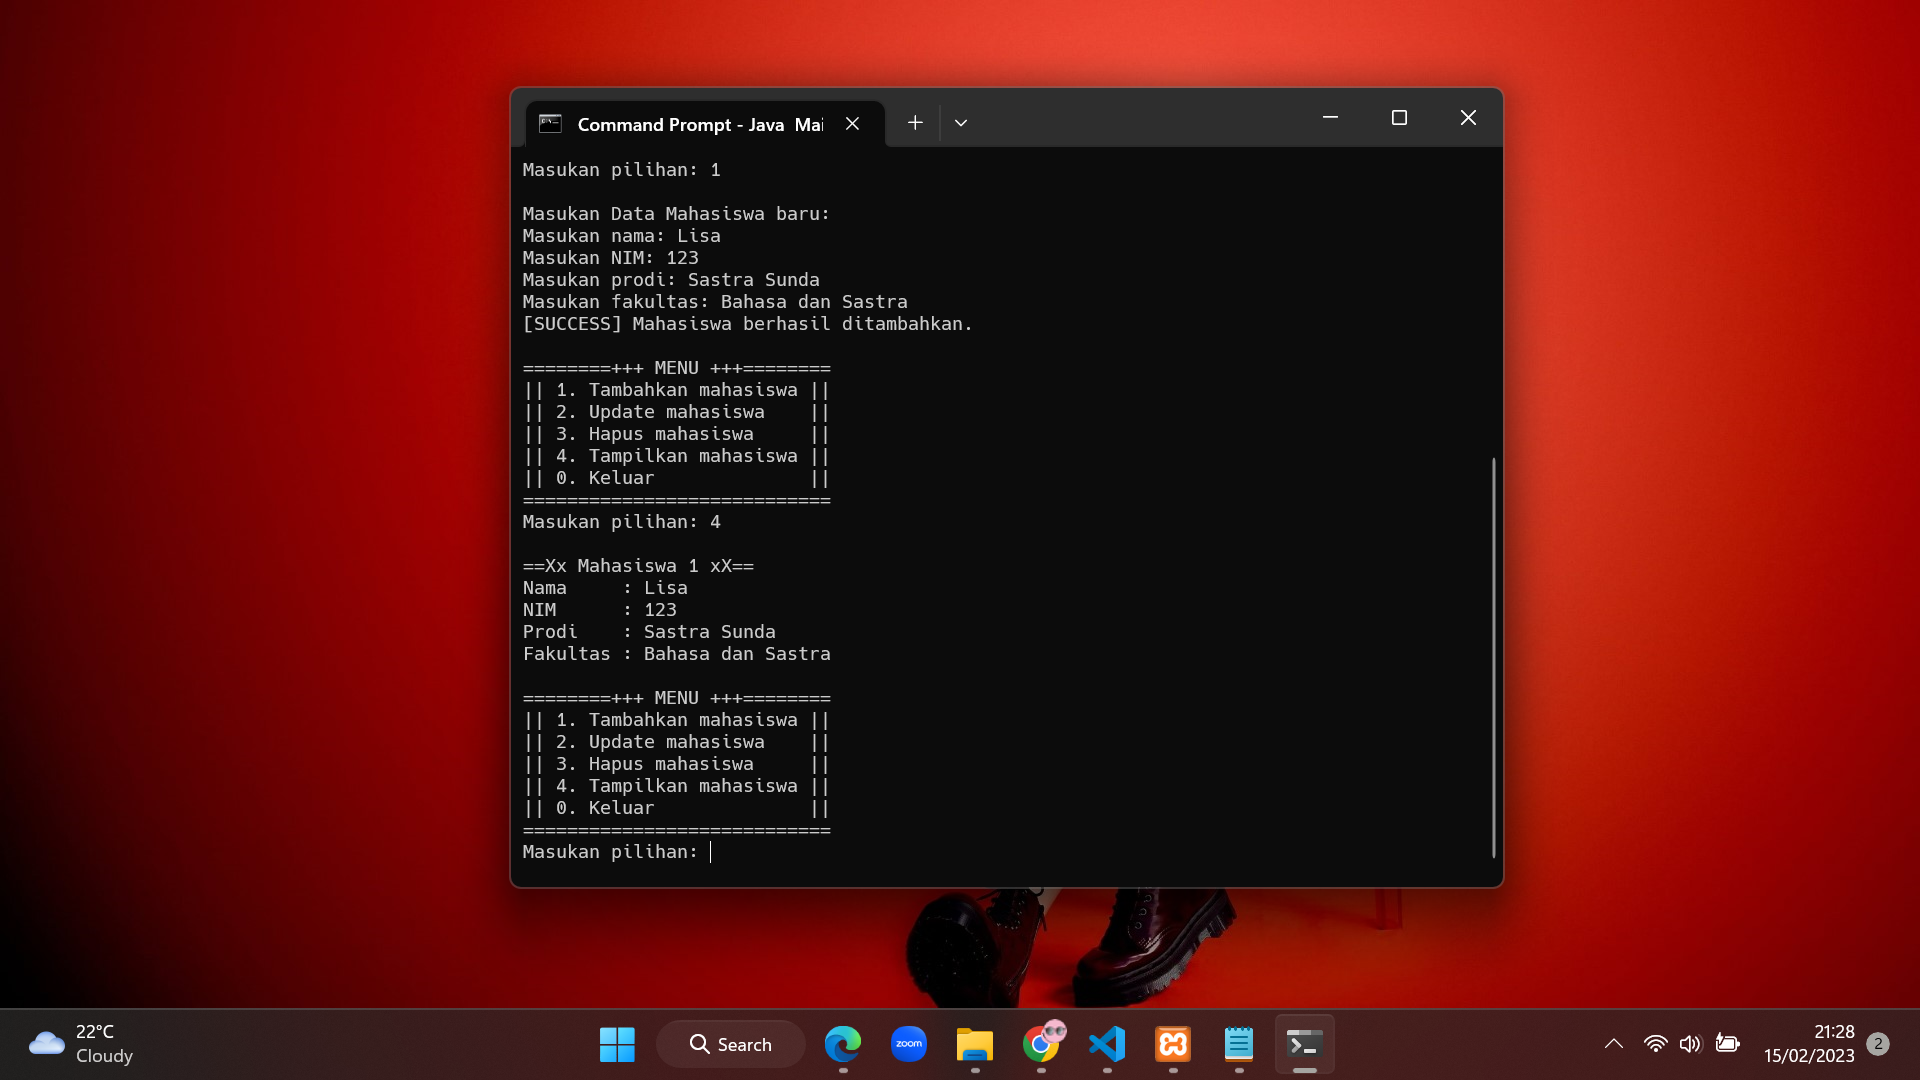 Command Prompt - Java Mai
Masukan pilihan: 1
Masukan Data Mahasiswa baru:
Masukan nama: Lisa
Masukan NIM: 123
Masukan prodi: Sastra Sunda
Masukan fakultas: Bahasa dan Sastra
[SUCCESS] Mahasiswa berhasil ditambahkan.
========+++ MENU +++========
|| 1. Tambahkan mahasiswa ||
|| 2. Update mahasiswa    ||
|| 3. Hapus mahasiswa     ||
|| 4. Tampilkan mahasiswa ||
|| 0. Keluar              ||
============================
Masukan pilihan: 4
==Xx Mahasiswa 1 xX==
Nama     : Lisa
NIM      : 123
Prodi    : Sastra Sunda
Fakultas : Bahasa dan Sastra
========+++ MENU +++========
|| 1. Tambahkan mahasiswa ||
|| 2. Update mahasiswa    ||
|| 3. Hapus mahasiswa     ||
|| 4. Tampilkan mahasiswa ||
|| 0. Keluar              ||
============================
Masukan pilihan:
22°C
Cloudy
Search
zoom
21:28
15/02/2023
2